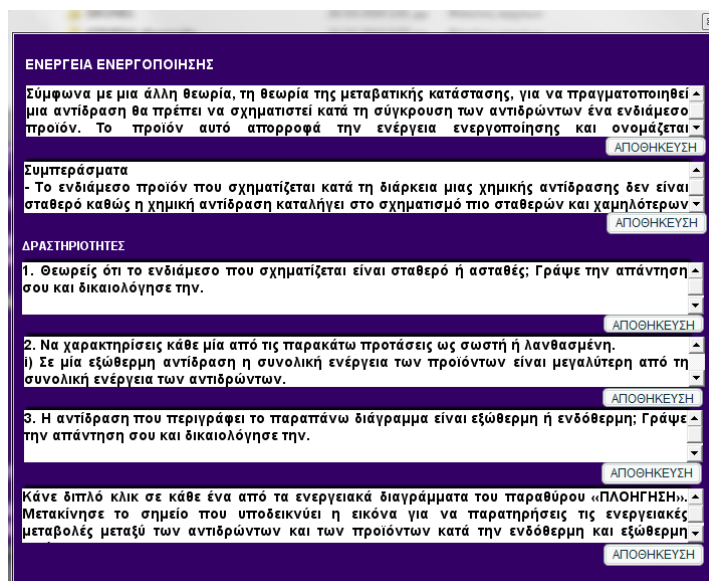 ΕΝΕΡΓΕΙΑ ΕΝΕΡΓΟΠΟΙΗΣΗΣ
Σύμφωνα με μια άλλη θεωρία, τη θεωρία της μεταβατικής κατάστασης, για να πραγματοποιηθεί
μια αντίδραση θα πρέπει να σχηματιστεί κατά τη σύγκρουση των αντιδρώντων ένα ενδιάμεσο
προϊόν. Το προϊόν αυτό απορροφά την ενέργεια ενεργοποίησης και ονομάζεται
ΑΠΟΘΗΚΕΥΣΗ
Συμπεράσματα
- Το ενδιάμεσο προϊόν που σχηματίζεται κατά τη διάρκεια μιας χημικής αντίδρασης δεν είναι
σταθερό καθώς η χημική αντίδραση καταλήγει στο σχηματισμό πιο σταθερών και χαμηλότερων
ΑΠΟΘΗΚΕΥΣΗ
ΔΡΑΣΤΗΡΙΟΤΗΤΕΣ
1. Θεωρείς ότι το ενδιάμεσο που σχηματίζεται είναι σταθερό ή ασταθές; Γράψε την απάντηση
σου και δικαιολόγησε την.
ΑΠΟΘΗΚΕΥΣΗ
2. Να χαρακτηρίσεις κάθε μία από τις παρακάτω προτάσεις ως σωστή ή λανθασμένη.
i) Σε μία εξώθερμη αντίδραση η συνολική ενέργεια των προϊόντων είναι μεγαλύτερη από τη
συνολική ενέργεια των αντιδρώντων.
ΑΠΟΘΗΚΕΥΣΗ
3. Η αντίδραση που περιγράφει το παραπάνω διάγραμμα είναι εξώθερμη ή ενδόθερμη; Γράψε
την απάντηση σου και δικαιολόγησε την.
ΑΠΟΘΗΚΕΥΣΗ
Κάνε διπλό κλικ σε κάθε ένα από τα ενεργειακά διαγράμματα του παραθύρου «ΠΛΟΗΓΗΣΗ».
Μετακίνησε το σημείο που υποδεικνύει η εικόνα για να παρατηρήσεις τις ενεργειακές
μεταβολές μεταξύ των αντιδρώντων και των προϊόντων κατά την ενδόθερμη και εξώθερμη
ΑΠΟΘΗΚΕΥΣΗ